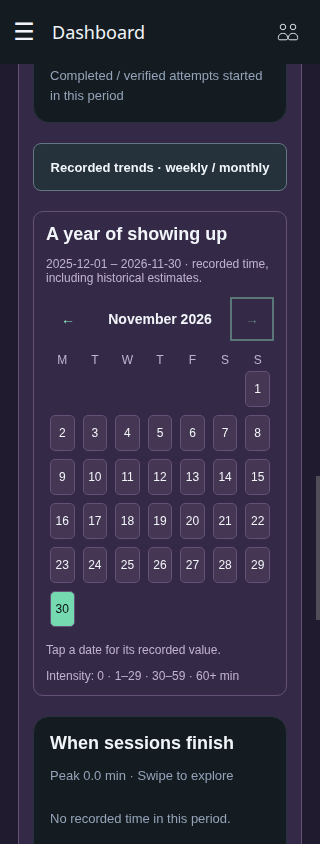 ☰ Dashboard
Completed / verified attempts started
in this period
Recorded trends · weekly / monthly
A year of showing up
2025-12-01 – 2026-11-30 · recorded time,
including historical estimates.
← November 2026 →
M T W T F S S
1
2 3 4 5 6 7 8
9 10 11 12 13 14 15
16 17 18 19 20 21 22
23 24 25 26 27 28 29
30
Tap a date for its recorded value.
Intensity: 0 · 1–29 · 30–59 · 60+ min
When sessions finish
Peak 0.0 min · Swipe to explore
No recorded time in this period.